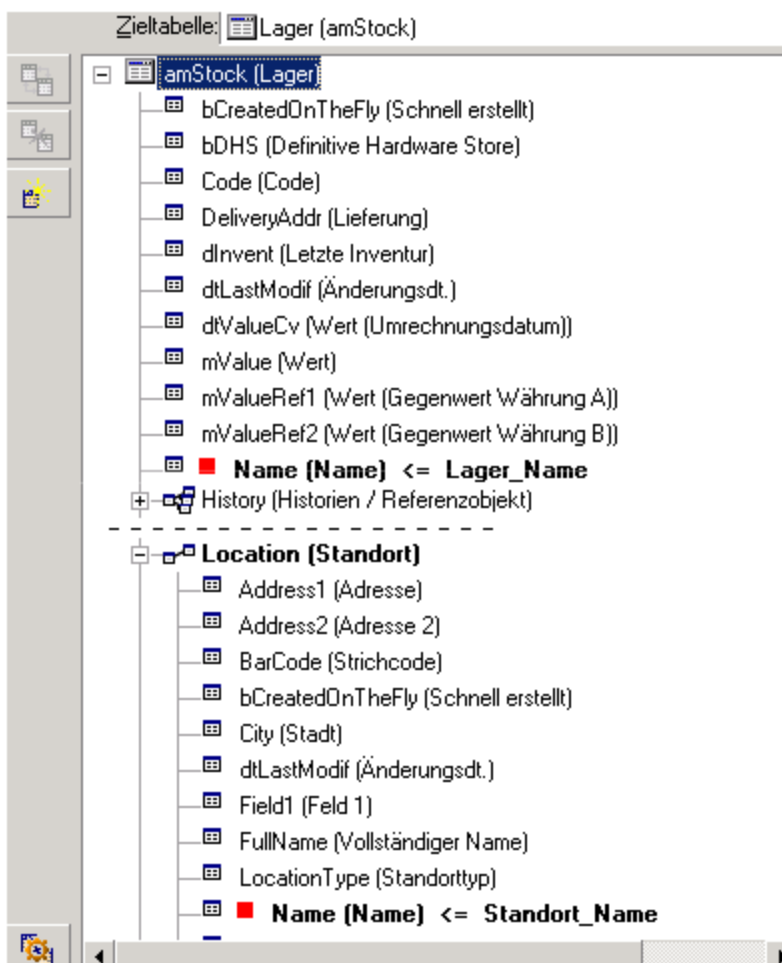 Zieltabelle: Lager (amStock)
amStock (Lager)
bCreatedOnTheFly (Schnell erstellt)
bDHS (Definitive Hardware Store)
Code (Code)
DeliveryAddr (Lieferung)
dInvent (Letzte Inventur)
dtLastModif (Änderungsdt.)
dtValueCv (Wert (Umrechnungsdatum))
mValue (Wert)
mValueRef1 (Wert (Gegenwert Währung A))
mValueRef2 (Wert (Gegenwert Währung B))
Name (Name) <= Lager_Name
History (Historien / Referenzobjekt)
Location (Standort)
Address1 (Adresse)
Address2 (Adresse 2)
BarCode (Strichcode)
bCreatedOnTheFly (Schnell erstellt)
City (Stadt)
dtLastModif (Änderungsdt.)
Field1 (Feld 1)
FullName (Vollständiger Name)
LocationType (Standorttyp)
Name (Name) <= Standort_Name